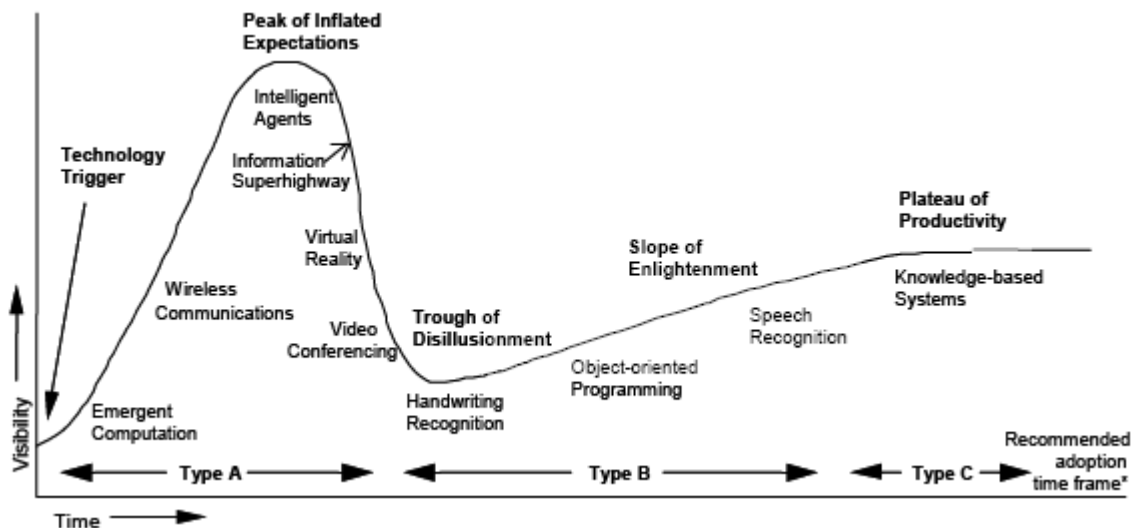 Peak of Inflated
Expectations
Intelligent
Agents
Technology
Trigger
Information
Superhighway
Plateau of
Productivity
Virtual
Reality
Slope of
Enlightenment
Knowledge-based
Systems
Wireless
Communications
Trough of
Disillusionment
Speech
Recognition
Video
Conferencing
Object-oriented
Programming
Handwriting
Recognition
Emergent
Computation
Visibility
Type A
Type B
Type C
Recommended
adoption
time frame*
Time